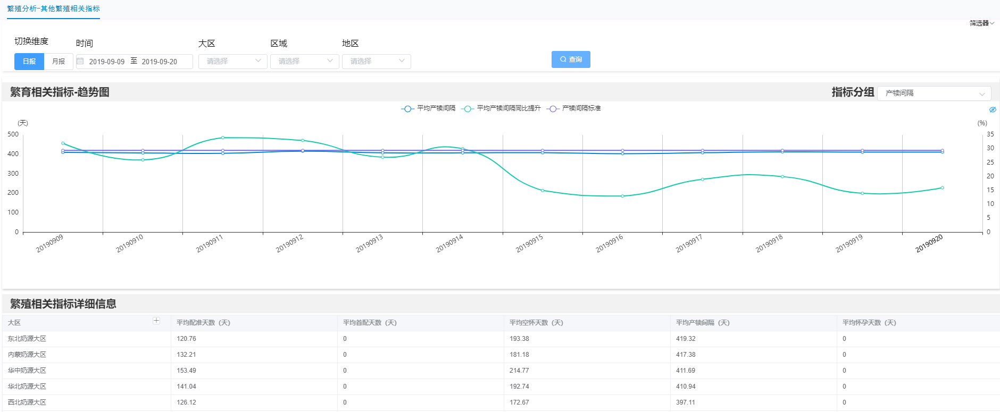 繁殖分析-其他繁殖相关指标
筛选器
切换维度 时间 大区 区域 地区
日报 月报 2019-09-09 至 2019-09-20 请选择 请选择 请选择 查询
繁育相关指标-趋势图 指标分组 产犊间隔
平均产犊间隔 平均产犊间隔同比提升 产犊间隔标准
(天) (%)
500 35
400 30
25
300 20
200 15
100 10
5
0 0
20190909 20190910 20190911 20190912 20190913 20190914 20190915 20190916 20190917 20190918 20190919 20190920
繁殖相关指标详细信息
大区 平均配准天数（天） 平均首配天数（天） 平均空怀天数（天） 平均产犊间隔（天） 平均怀孕天数（天）
东北奶源大区 120.76 0 193.38 419.32 0
内蒙奶源大区 132.21 0 181.18 417.38 0
华中奶源大区 153.49 0 214.77 411.69 0
华北奶源大区 141.04 0 192.74 410.94 0
西北奶源大区 126.12 0 172.67 397.11 0